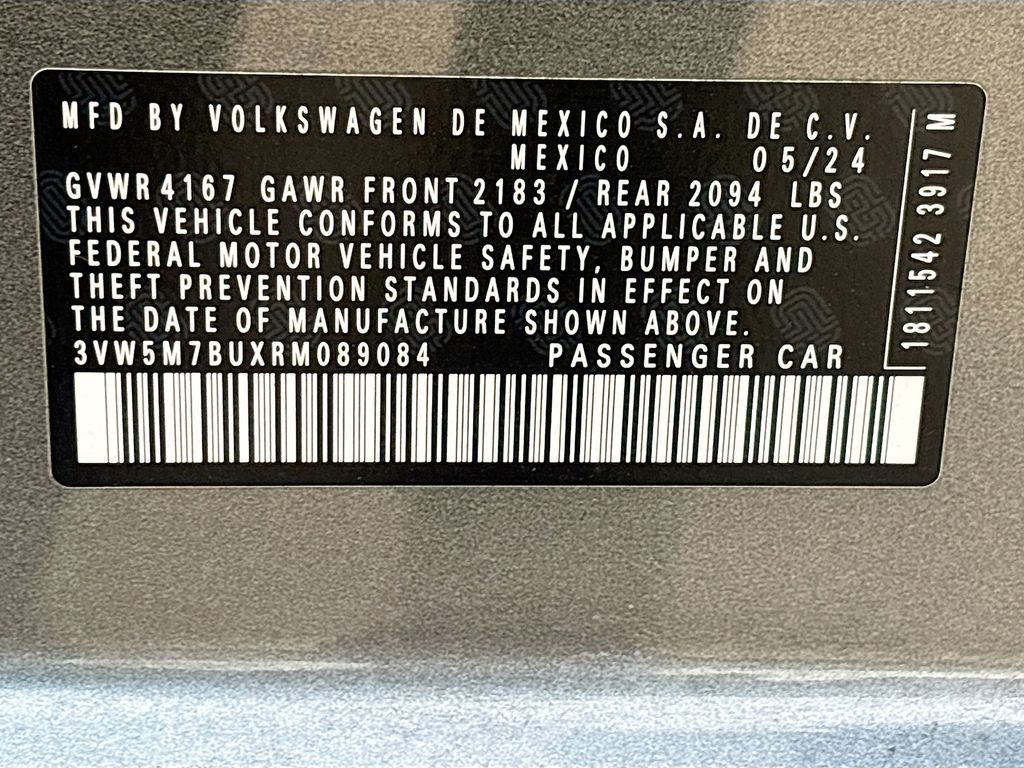 MFD BY VOLKSWAGEN DE MEXICO S.A. DE C.V.
MEXICO 05/24
GVWR 4167 GAWR FRONT 2183 / REAR 2094 LBS
THIS VEHICLE CONFORMS TO ALL APPLICABLE U.S.
FEDERAL MOTOR VEHICLE SAFETY, BUMPER AND
THEFT PREVENTION STANDARDS IN EFFECT ON
THE DATE OF MANUFACTURE SHOWN ABOVE.
3VW5M7BUXRM089084 PASSENGER CAR
1811542 3917 M